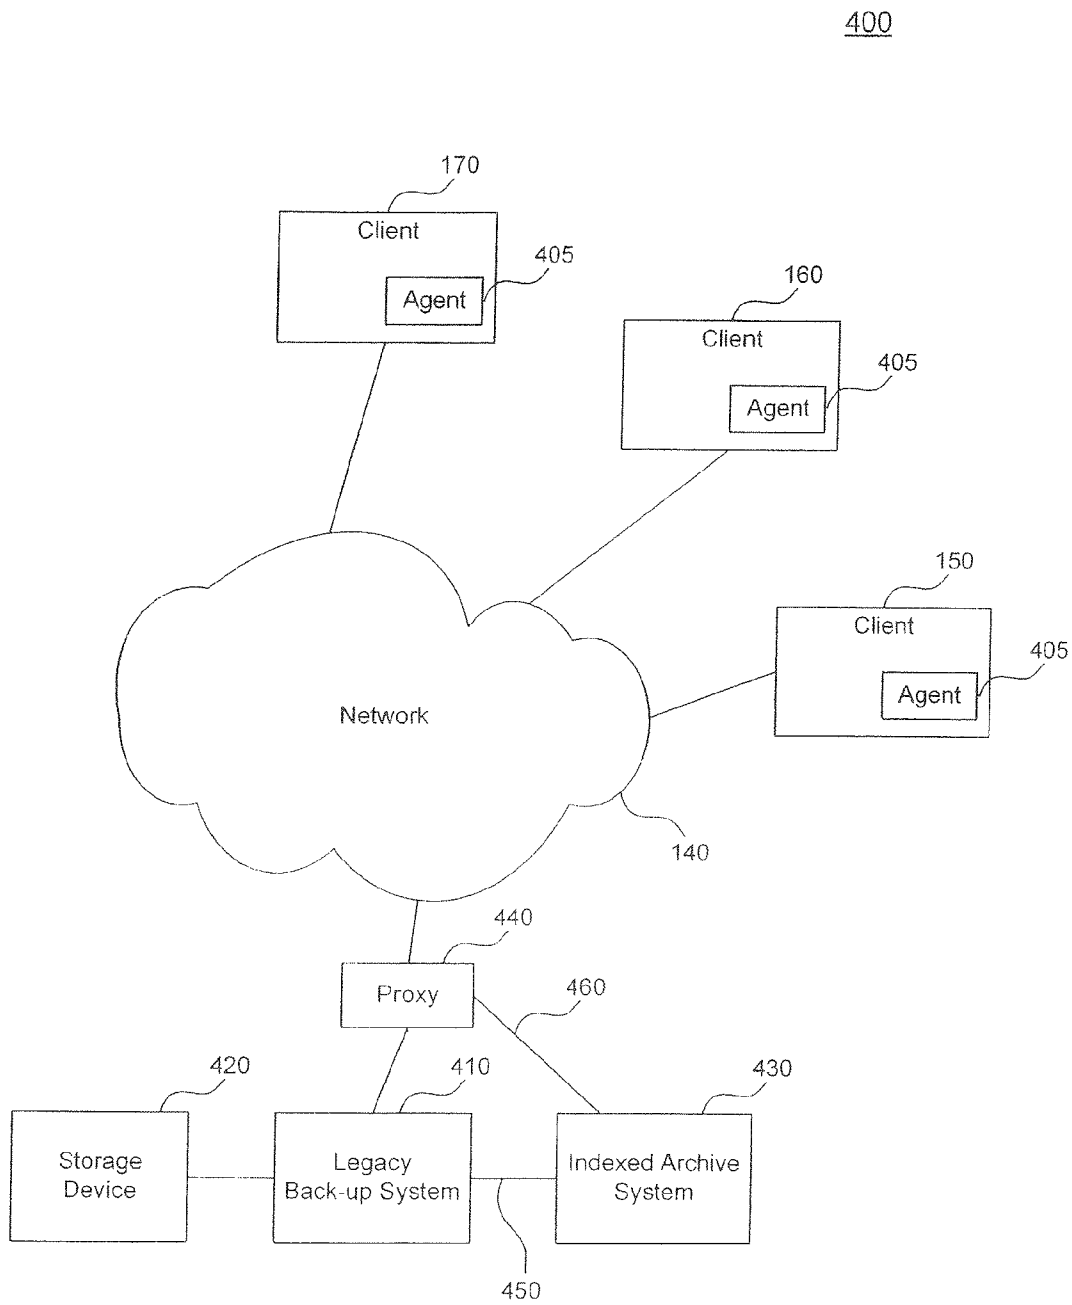 400
170
Client
405
Agent
160
Client
405
Agent
150
Client
405
Agent
Network
140
440
Proxy
460
420
410
430
Storage
Device
Legacy
Back-up System
Indexed Archive
System
450